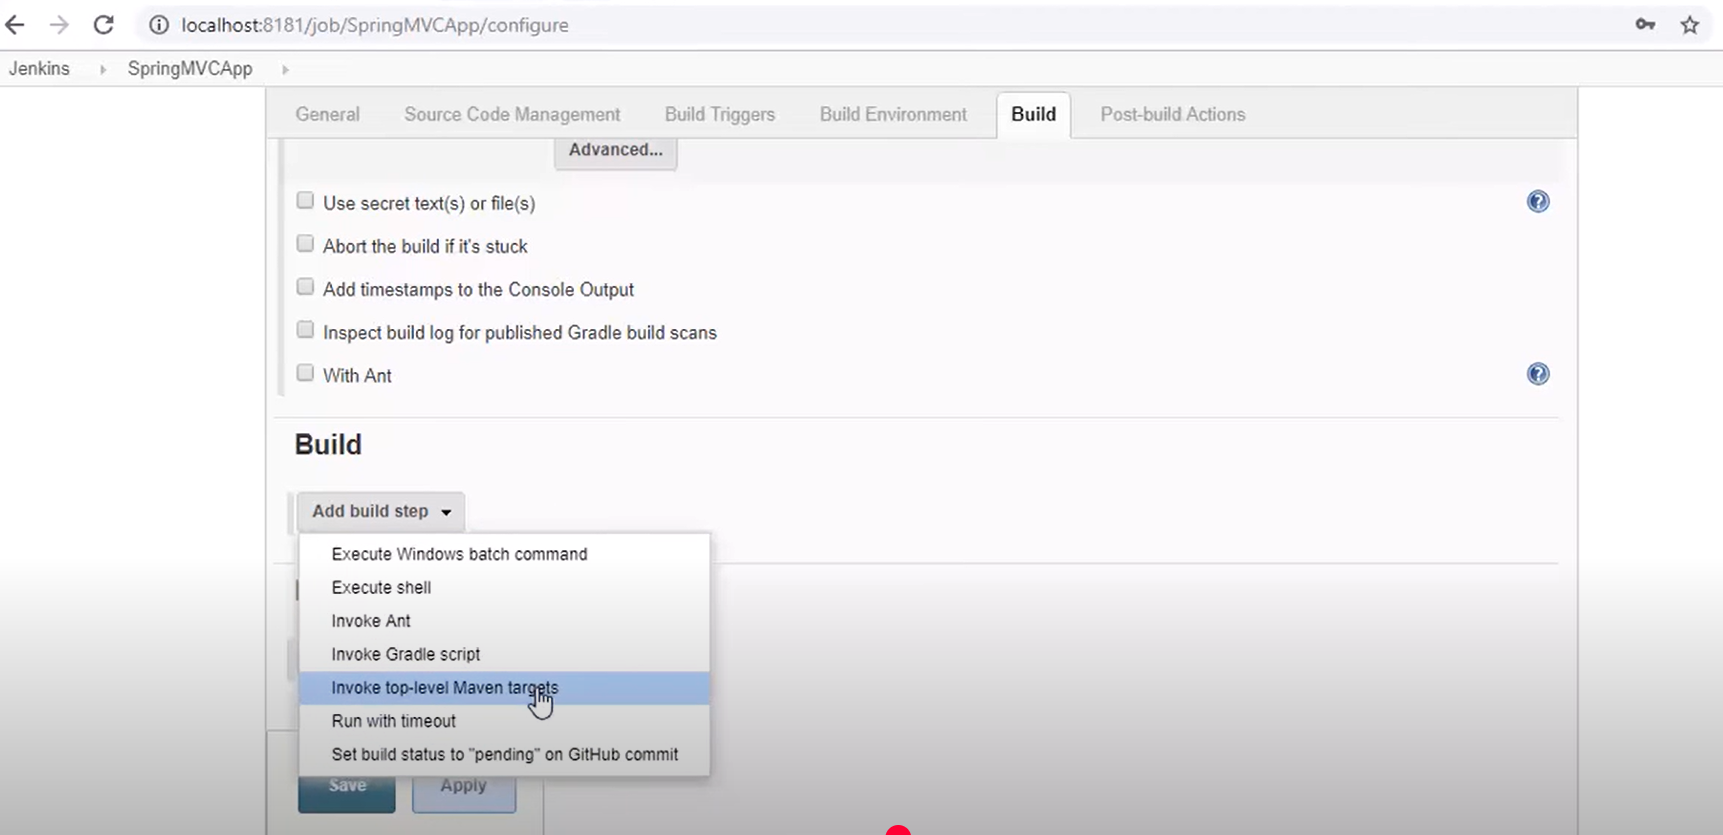 localhost:8181/job/SpringMVCApp/configure
Jenkins SpringMVCApp
General Source Code Management Build Triggers Build Environment Build Post-build Actions
Advanced...
Use secret text(s) or file(s)
Abort the build if it's stuck
Add timestamps to the Console Output
Inspect build log for published Gradle build scans
With Ant
Build
Add build step
Execute Windows batch command
Execute shell
Invoke Ant
Invoke Gradle script
Invoke top-level Maven targets
Run with timeout
Set build status to "pending" on GitHub commit
Save Apply